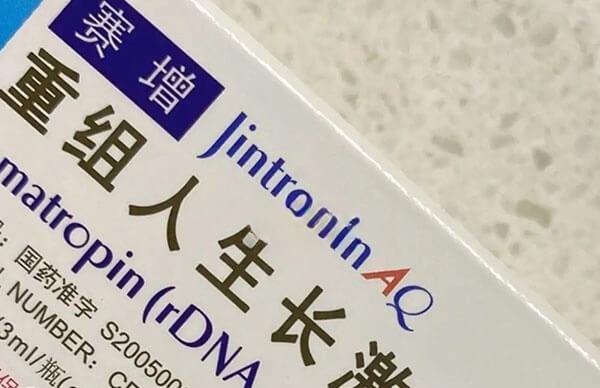 赛增
Jintronin AQ
重组人生长激
matropin (rDNA
国药准字 S200500
NUMBER:
3ml/瓶